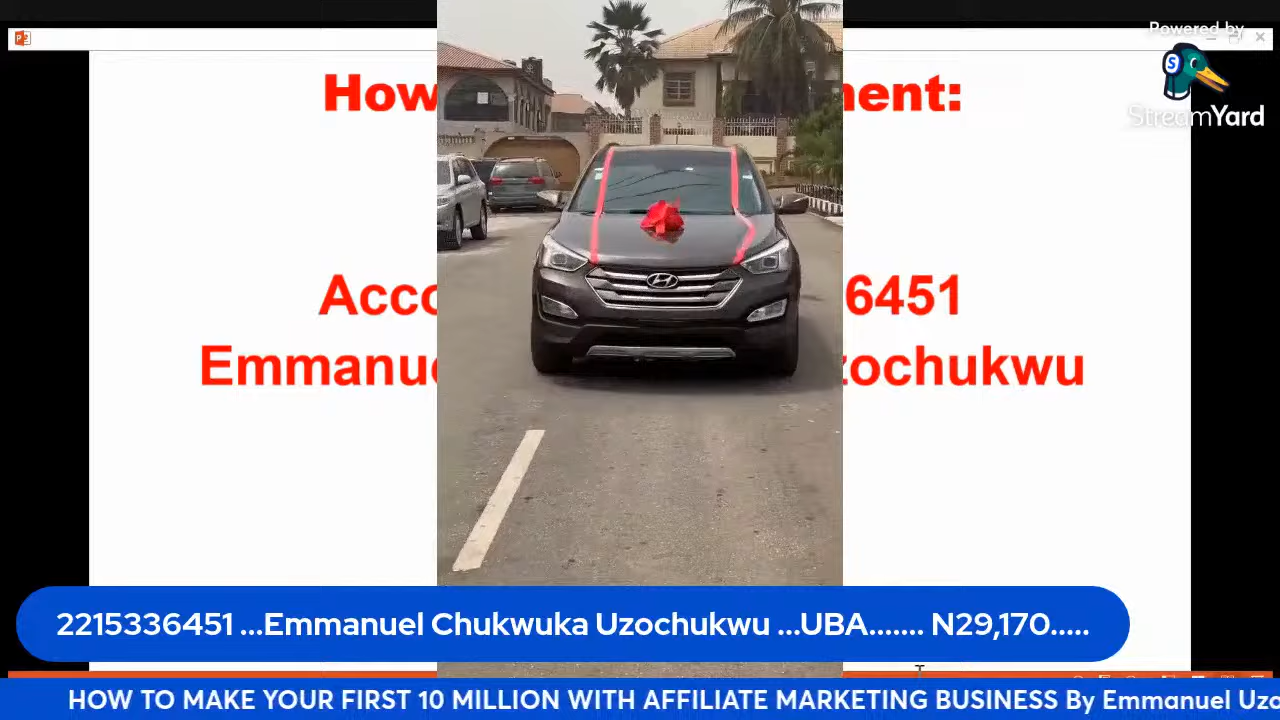 Powered by
StreamYard
How ment:
Acco 6451
Emmanue zochukwu
2215336451 ...Emmanuel Chukwuka Uzochukwu ...UBA....... N29,170.....
HOW TO MAKE YOUR FIRST 10 MILLION WITH AFFILIATE MARKETING BUSINESS By Emmanuel Uzo